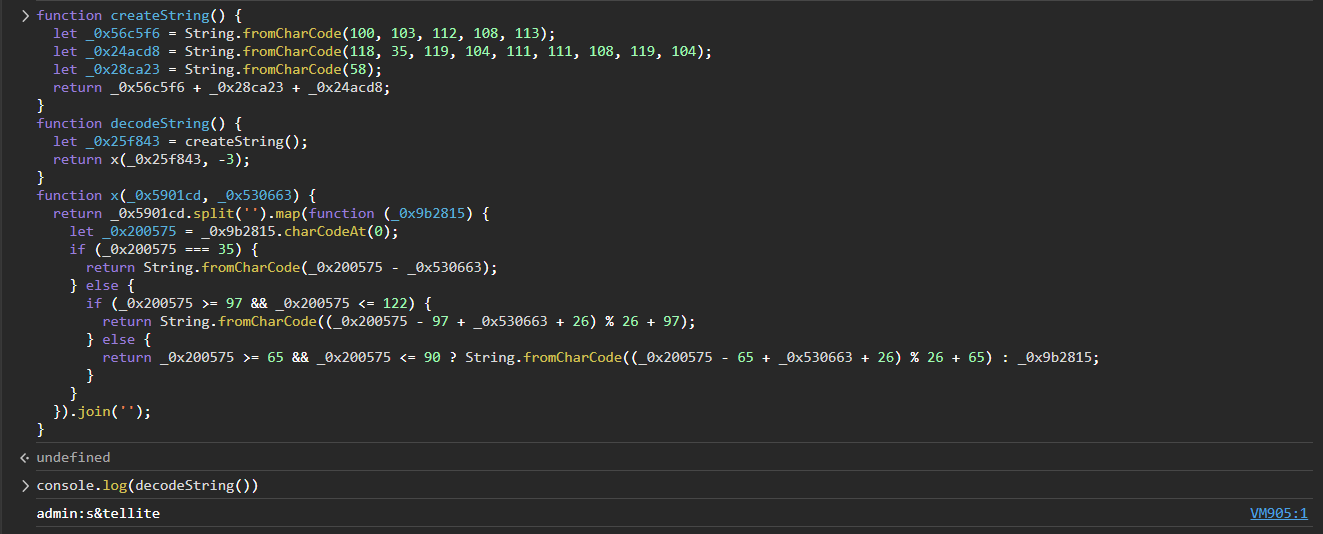 function createString() {
let _0x56c5f6 = String.fromCharCode(100, 103, 112, 108, 113);
let _0x24acd8 = String.fromCharCode(118, 35, 119, 104, 111, 111, 108, 119, 104);
let _0x28ca23 = String.fromCharCode(58);
return _0x56c5f6 + _0x28ca23 + _0x24acd8;
}
function decodeString() {
let _0x25f843 = createString();
return x(_0x25f843, -3);
}
function x(_0x5901cd, _0x530663) {
return _0x5901cd.split('').map(function (_0x9b2815) {
let _0x200575 = _0x9b2815.charCodeAt(0);
if (_0x200575 === 35) {
return String.fromCharCode(_0x200575 - _0x530663);
} else {
if (_0x200575 >= 97 && _0x200575 <= 122) {
return String.fromCharCode((_0x200575 - 97 + _0x530663 + 26) % 26 + 97);
} else {
return _0x200575 >= 65 && _0x200575 <= 90 ? String.fromCharCode((_0x200575 - 65 + _0x530663 + 26) % 26 + 65) : _0x9b2815;
}
}
}).join('');
}
undefined
console.log(decodeString())
admin:s&tellite VM905:1